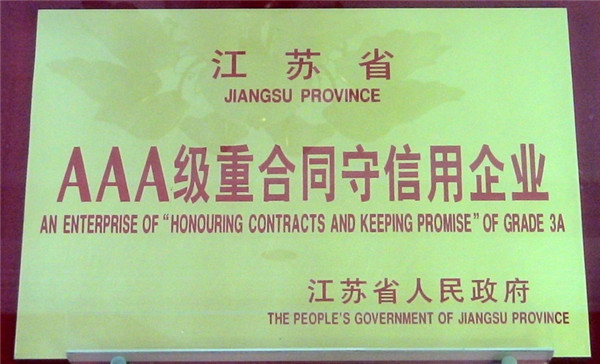 江苏省
JIANGSU PROVINCE
AAA级重合同守信用企业
AN ENTERPRISE OF “HONOURING CONTRACTS AND KEEPING PROMISE” OF GRADE 3A
江苏省人民政府
THE PEOPLE'S GOVERNMENT OF JIANGSU PROVINCE